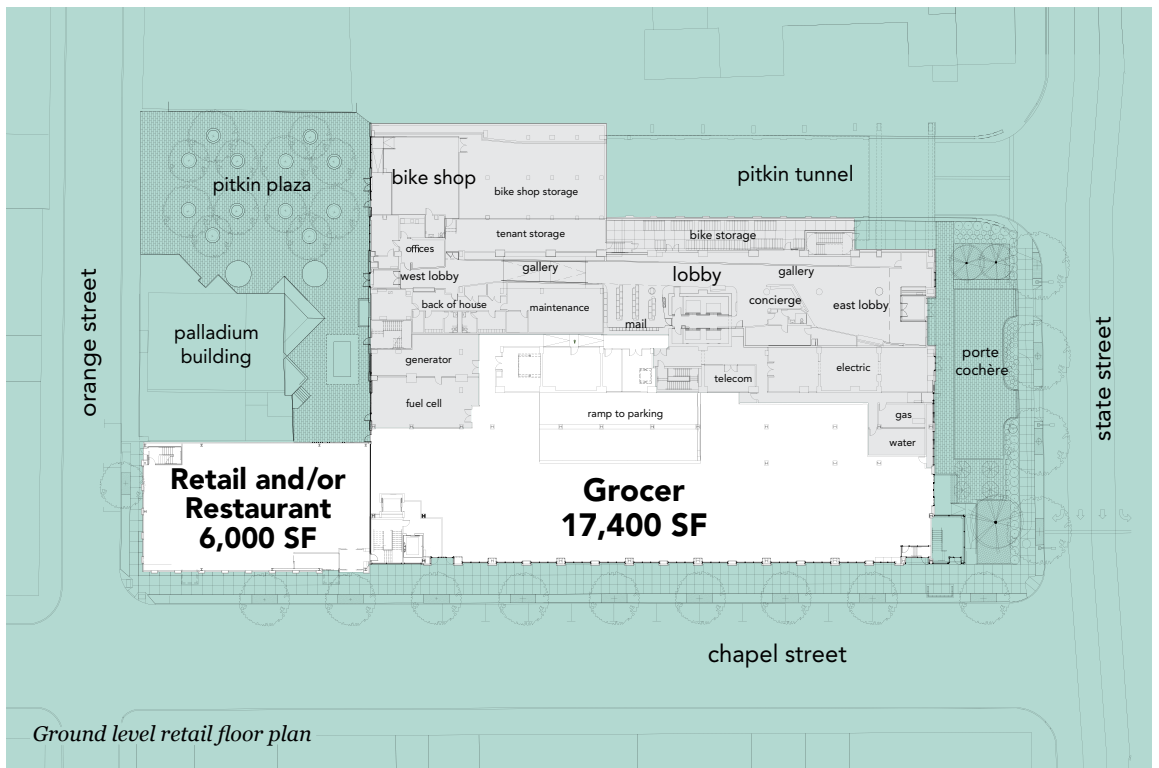 bike shop
bike shop storage
pitkin plaza
pitkin tunnel
tenant storage
bike storage
offices
west lobby
gallery
lobby
gallery
back of house
maintenance
concierge
east lobby
mail
orange street
palladium
building
generator
telecom
electric
porte
cochère
state street
fuel cell
ramp to parking
gas
water
Retail and/or
Restaurant
6,000 SF
Grocer
17,400 SF
chapel street
Ground level retail floor plan